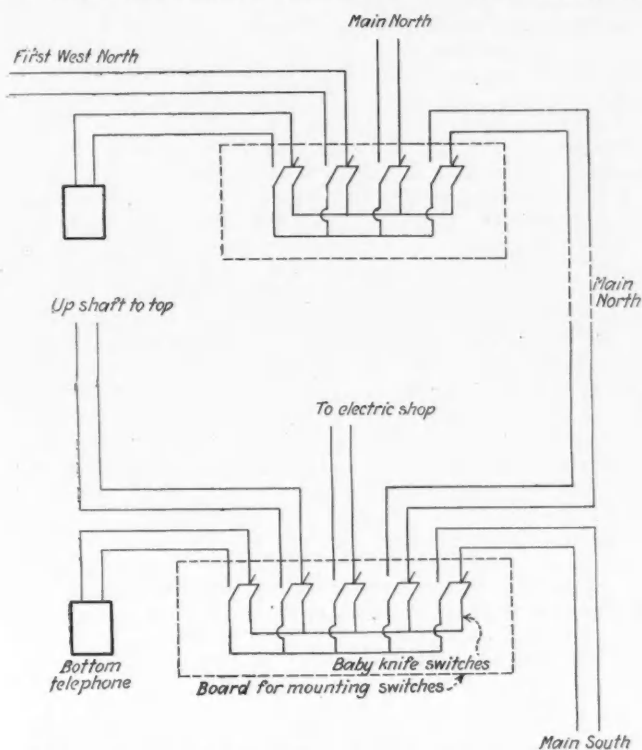 Main North
First West North
Main
North
Up shaft to top
To electric shop
Bottom
telephone
Baby knife switches
Board for mounting switches
Main South